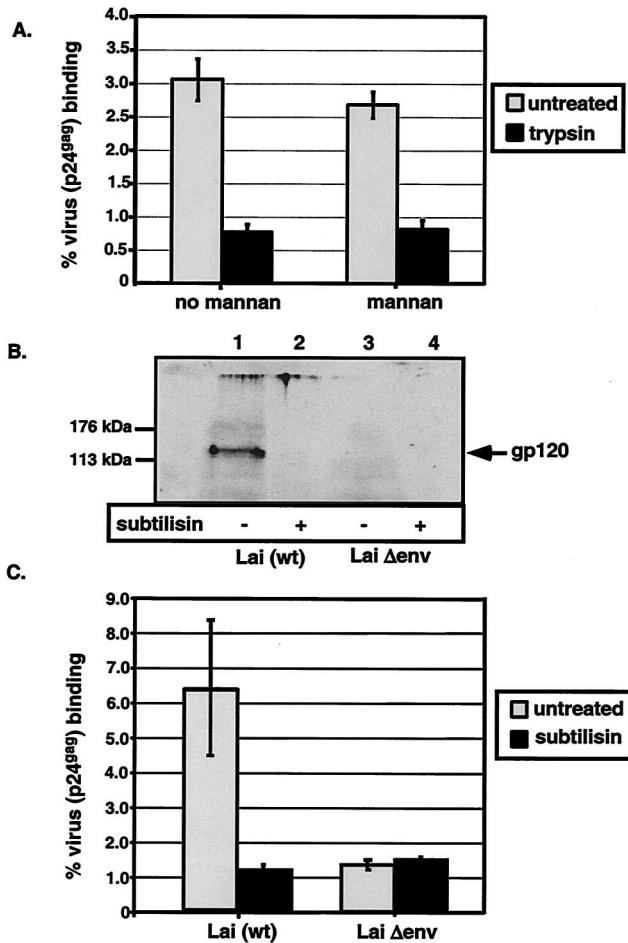 A.
% virus (p24gag) binding
4.0
3.5
3.0
2.5
2.0
1.5
1.0
0.5
0
no mannan mannan
untreated
trypsin
B.
1 2 3 4
176 kDa
113 kDa
gp120
subtilisin - + - +
Lai (wt) Lai Δenv
C.
% virus (p24gag) binding
9.0
8.0
7.0
6.0
5.0
4.0
3.0
2.0
1.0
0
Lai (wt) Lai Δenv
untreated
subtilisin